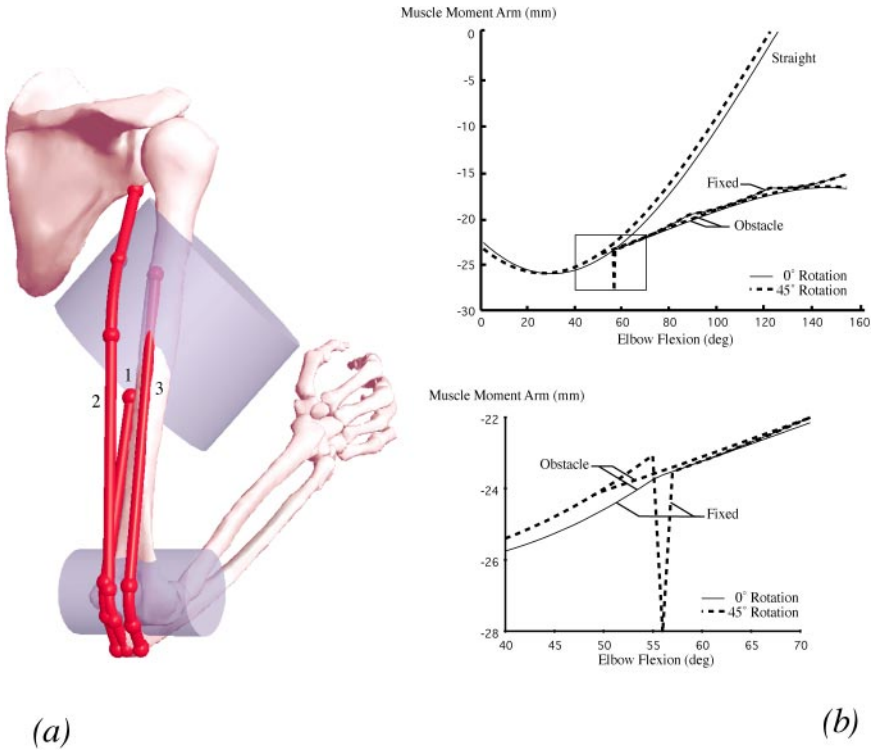 Muscle Moment Arm (mm)
0
-5
-10
-15
-20
-25
-30
Straight
Fixed
Obstacle
0° Rotation
45° Rotation
0 20 40 60 80 100 120 140 160
Elbow Flexion (deg)
1
2
3
Muscle Moment Arm (mm)
-22
-24
-26
-28
Obstacle
Fixed
0° Rotation
45° Rotation
40 45 50 55 60 65 70
Elbow Flexion (deg)
(a)
(b)